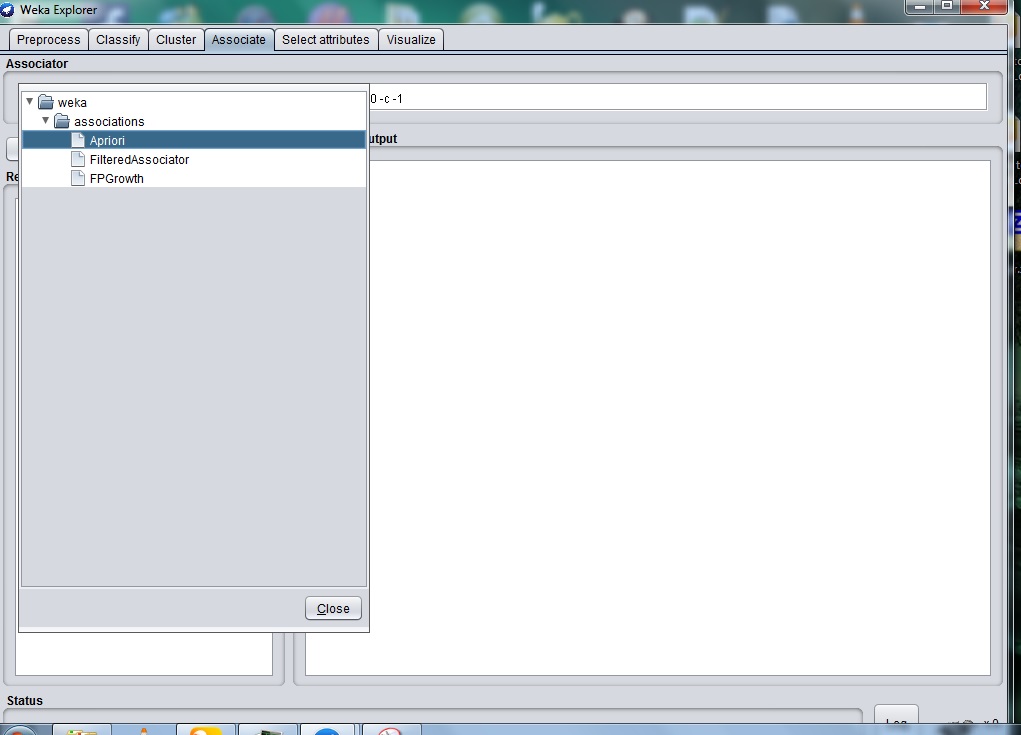 Weka Explorer
Preprocess Classify Cluster Associate Select attributes Visualize
Associator
0 -c -1
weka
associations
Apriori
utput
FilteredAssociator
Re
FPGrowth
Close
Status
Log
x 0